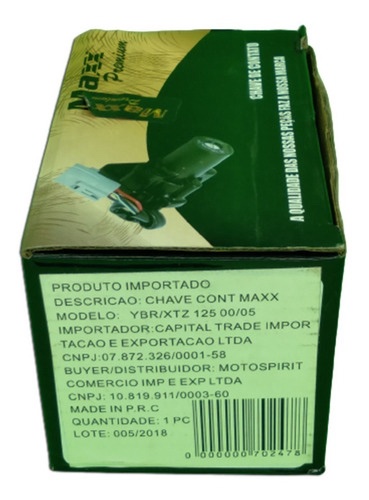 Maxx
Premium
Maxx
CHAVE DE CONTATO
A QUALIDADE DAS NOSSAS PEÇAS FAZ A NOSSA MARCA
PRODUTO IMPORTADO
DESCRICAO: CHAVE CONT MAXX
MODELO: YBR/XTZ 125 00/05
IMPORTADOR:CAPITAL TRADE IMPOR
TACAO E EXPORTACAO LTDA
CNPJ:07.872.326/0001-58
BUYER/DISTRIBUIDOR: MOTOSPIRIT
COMERCIO IMP E EXP LTDA
CNPJ: 10.819.911/0003-60
MADE IN P.R.C
QUANTIDADE: 1 PC
LOTE: 005/2018
0 000000 702478